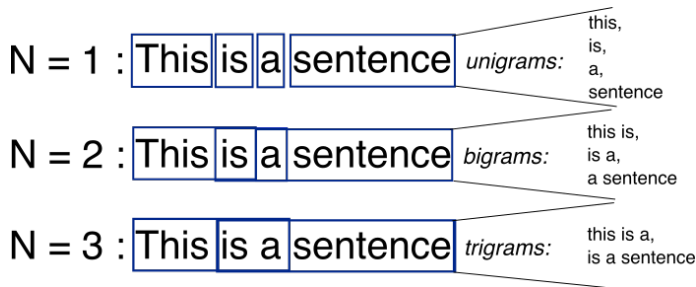 N = 1 : This is a sentence unigrams: this,
is,
a,
sentence
N = 2 : This is a sentence bigrams: this is,
is a,
a sentence
N = 3 : This is a sentence trigrams: this is a,
is a sentence